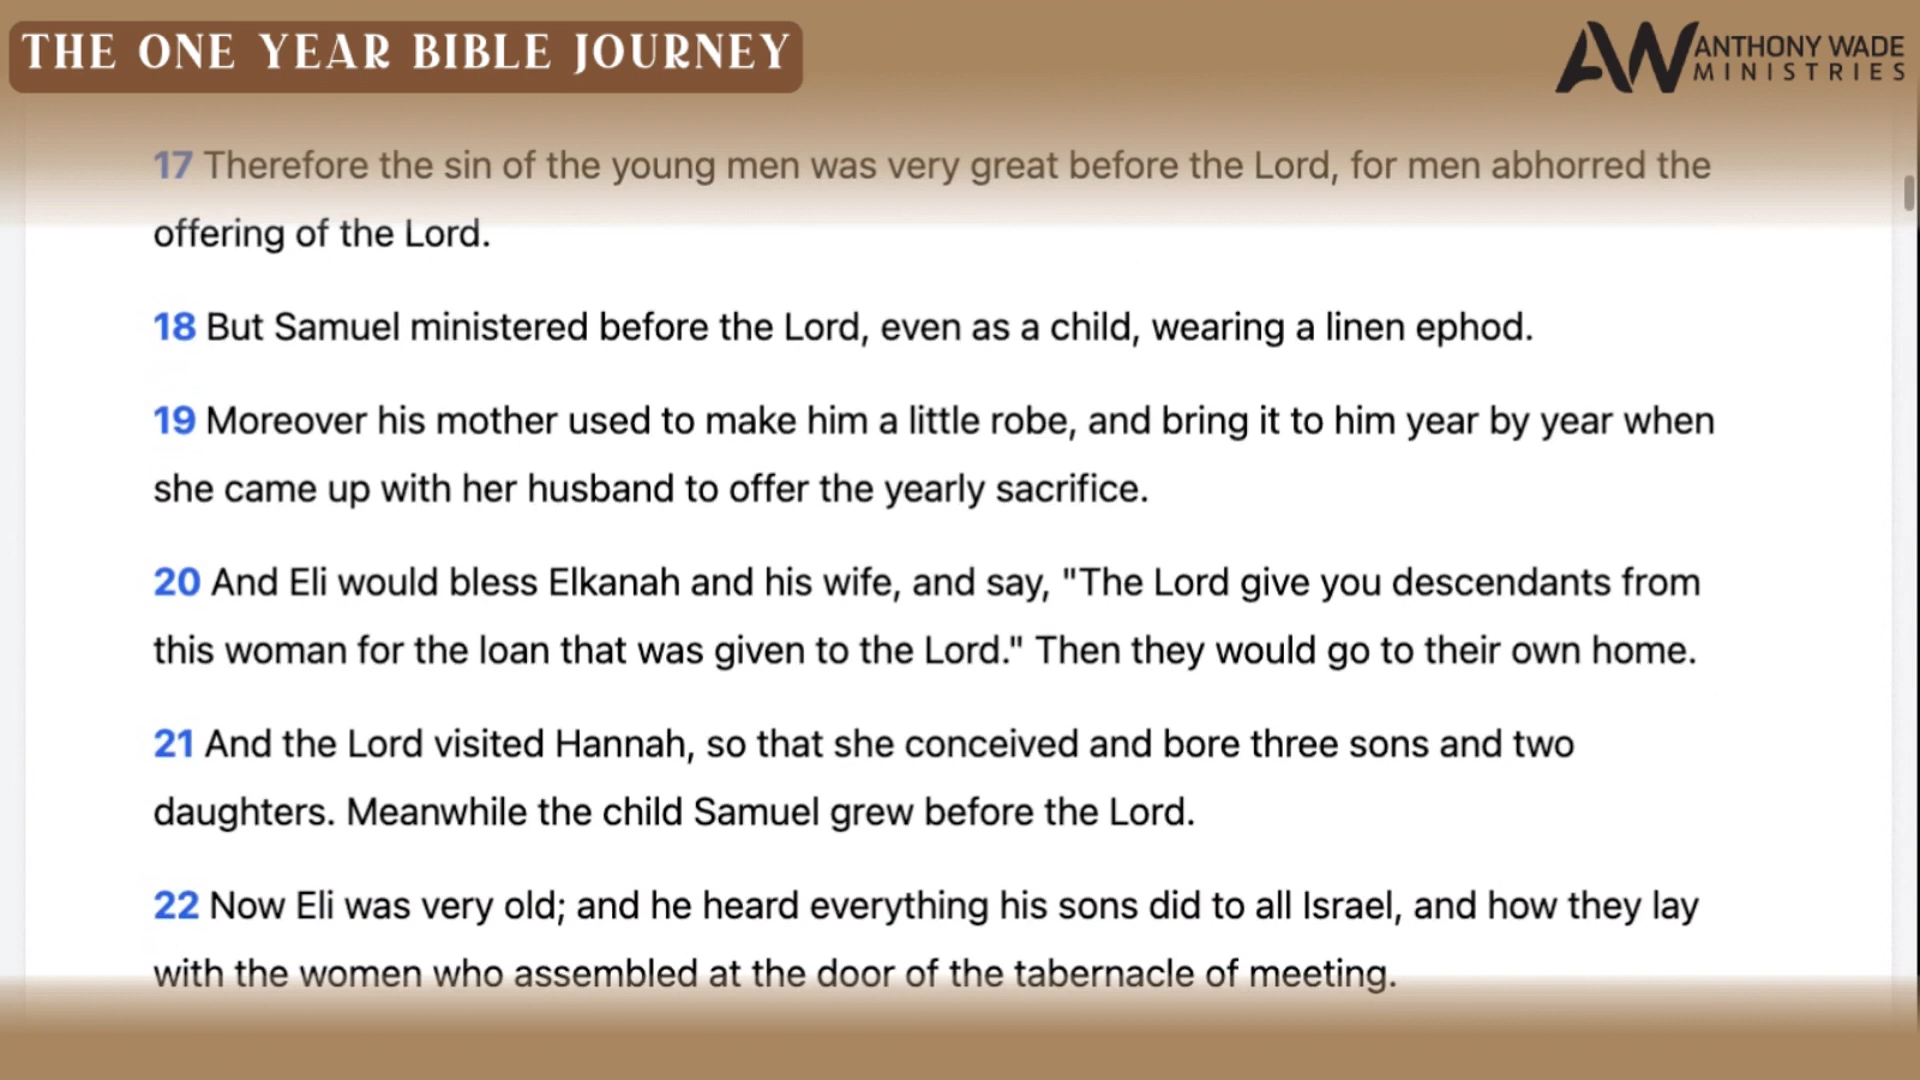 THE ONE YEAR BIBLE JOURNEY
AW ANTHONY WADE
MINISTRIES
17 Therefore the sin of the young men was very great before the Lord, for men abhorred the
offering of the Lord.
18 But Samuel ministered before the Lord, even as a child, wearing a linen ephod.
19 Moreover his mother used to make him a little robe, and bring it to him year by year when
she came up with her husband to offer the yearly sacrifice.
20 And Eli would bless Elkanah and his wife, and say, "The Lord give you descendants from
this woman for the loan that was given to the Lord." Then they would go to their own home.
21 And the Lord visited Hannah, so that she conceived and bore three sons and two
daughters. Meanwhile the child Samuel grew before the Lord.
22 Now Eli was very old; and he heard everything his sons did to all Israel, and how they lay
with the women who assembled at the door of the tabernacle of meeting.